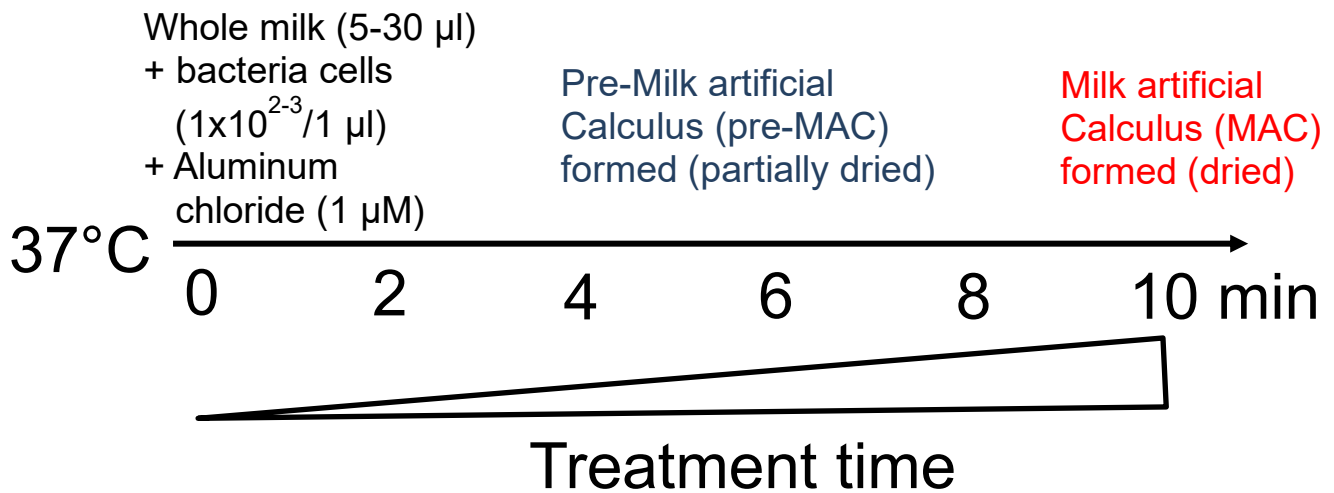 Whole milk (5-30 µl)
+ bacteria cells
(1x10²⁻³/1 µl)
+ Aluminum
chloride (1 µM)
Pre-Milk artificial
Calculus (pre-MAC)
formed (partially dried)
Milk artificial
Calculus (MAC)
formed (dried)
37°C
0 2 4 6 8 10 min
Treatment time